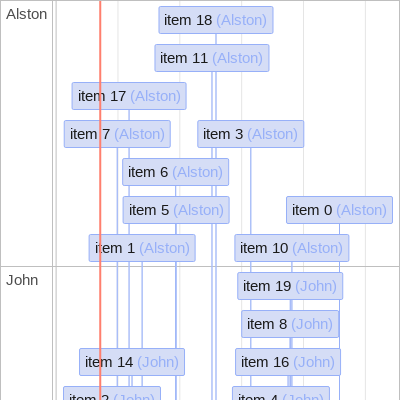 Alston
item 18 (Alston)
item 11 (Alston)
item 17 (Alston)
item 7 (Alston)
item 3 (Alston)
item 6 (Alston)
item 5 (Alston)
item 0 (Alston)
item 1 (Alston)
item 10 (Alston)
John
item 19 (John)
item 8 (John)
item 14 (John)
item 16 (John)
item 2 (John)
item 4 (John)